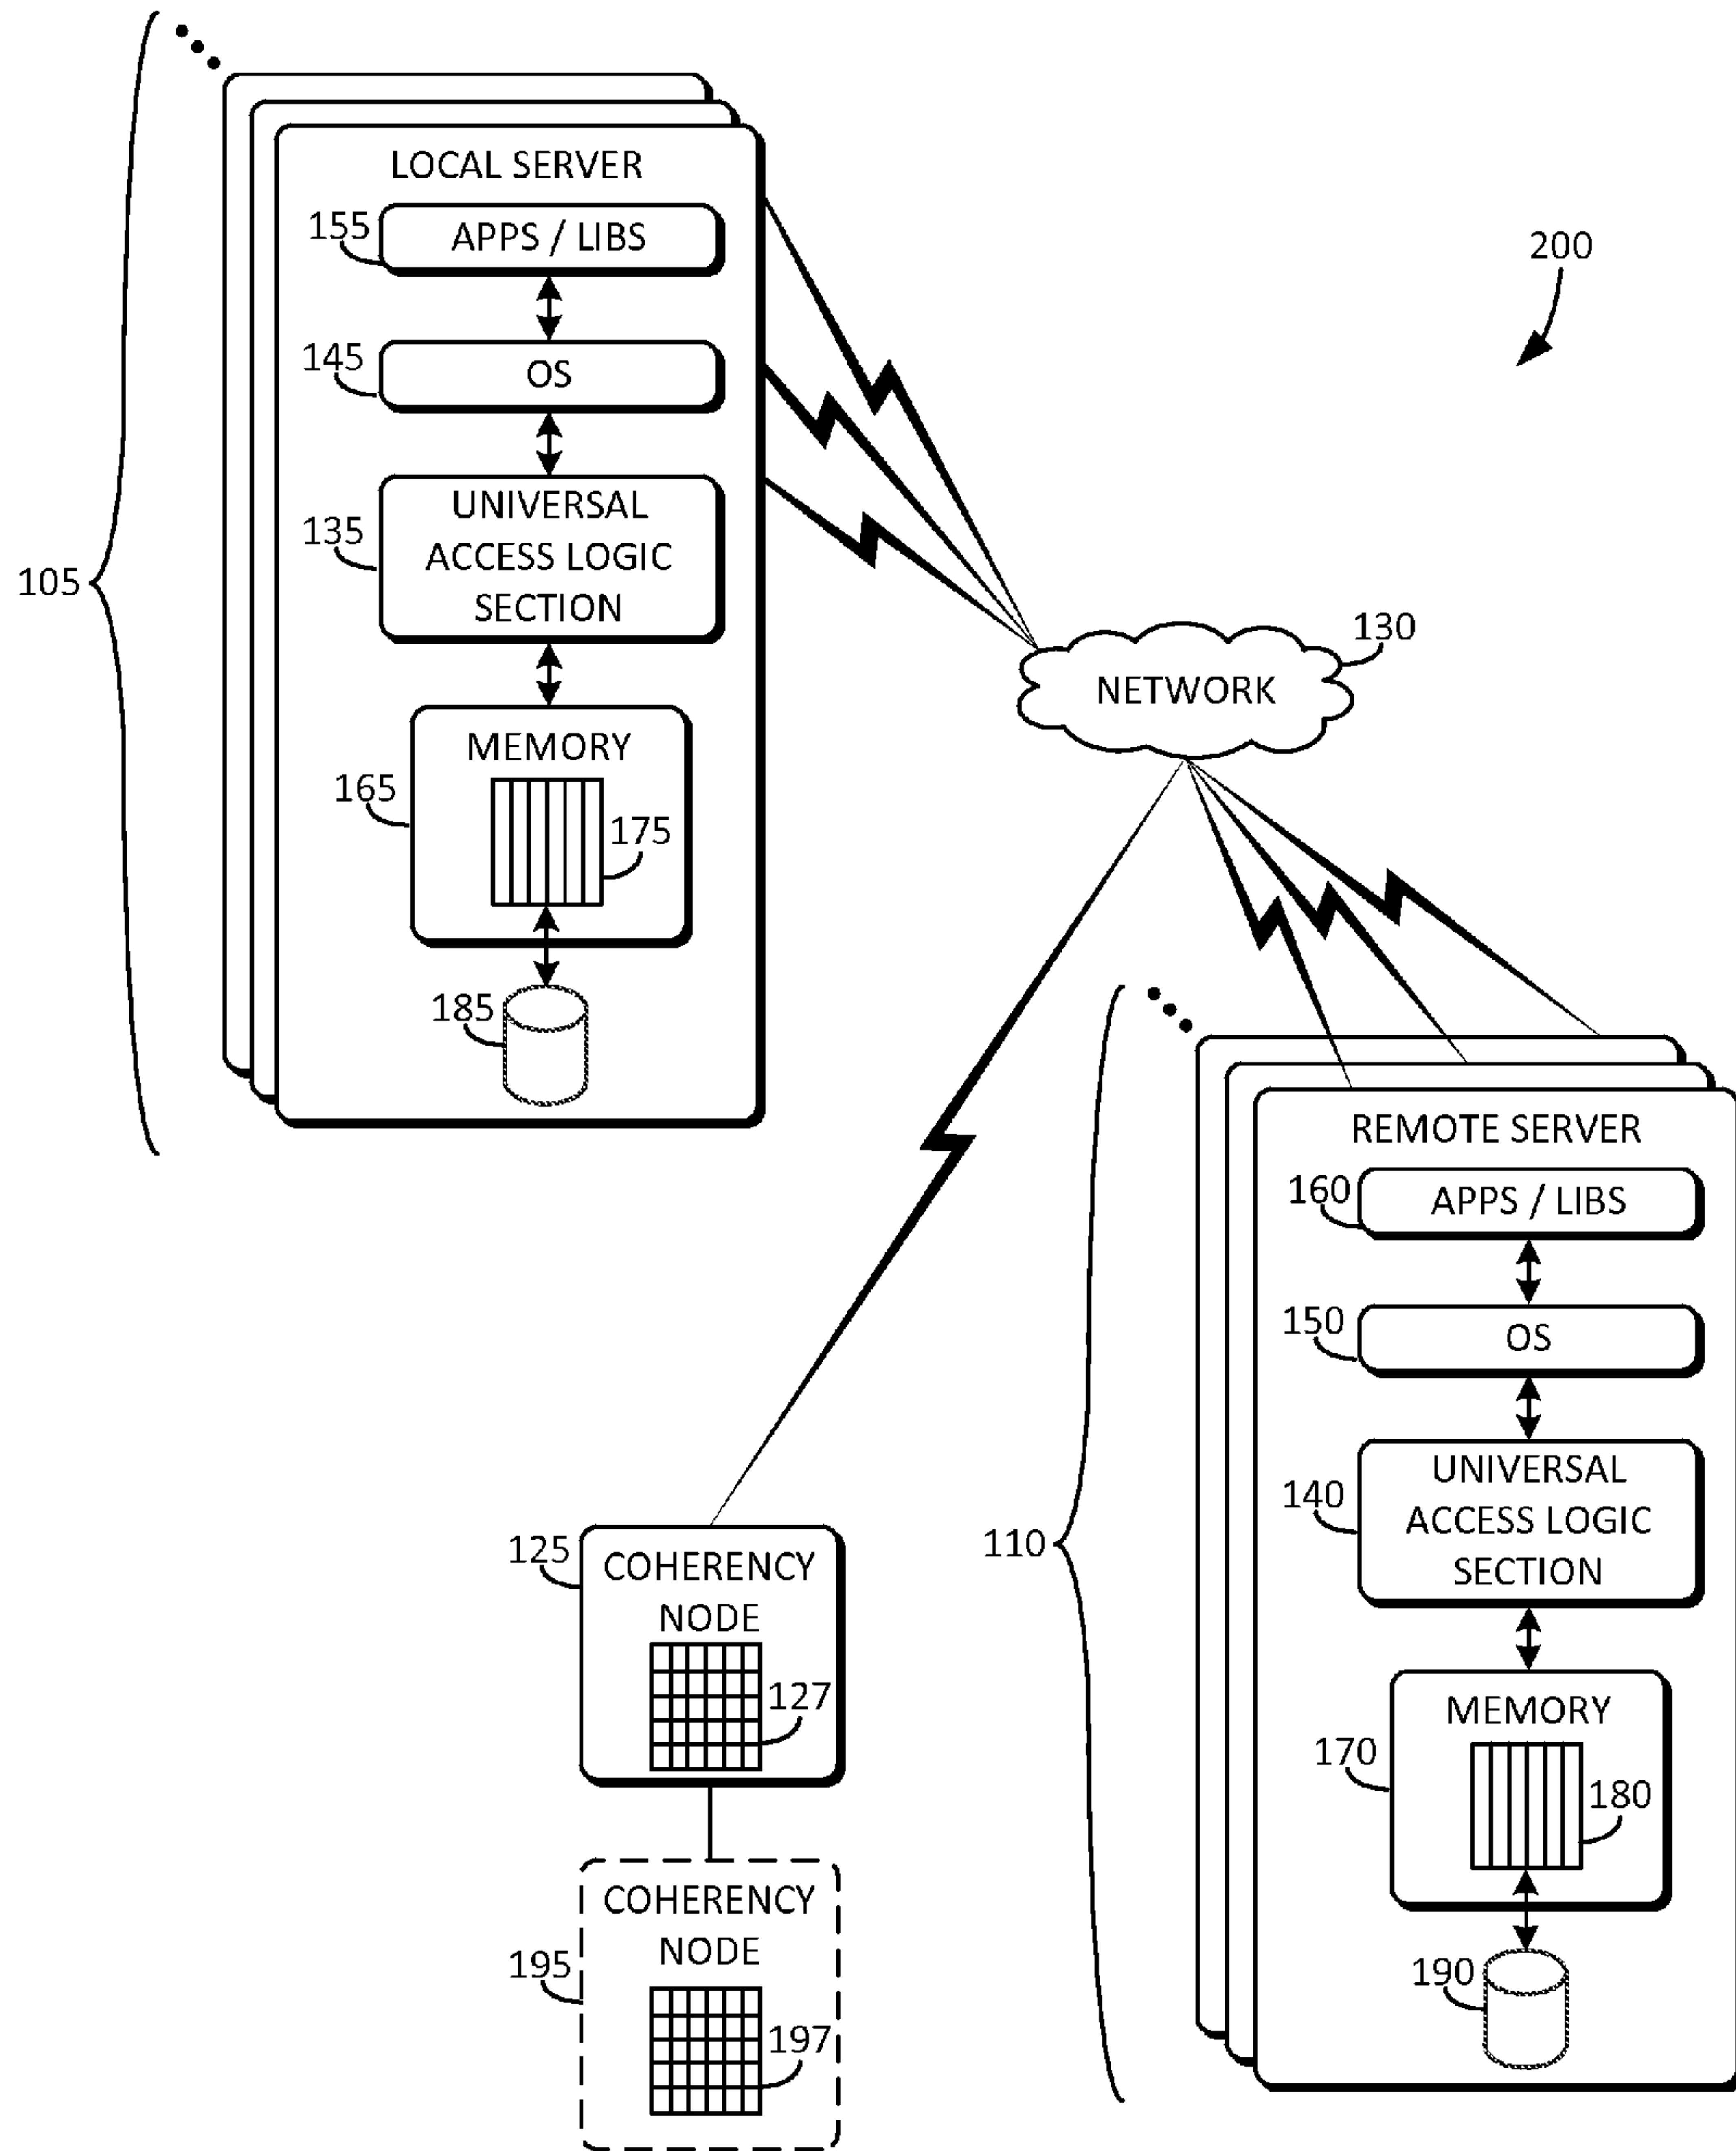 LOCAL SERVER
155
APPS / LIBS
145
OS
135
UNIVERSAL
ACCESS LOGIC
SECTION
105
MEMORY
165
175
185
200
130
NETWORK
REMOTE SERVER
160
APPS / LIBS
150
OS
140
UNIVERSAL
ACCESS LOGIC
SECTION
110
MEMORY
170
180
190
125
COHERENCY
NODE
127
COHERENCY
NODE
195
197